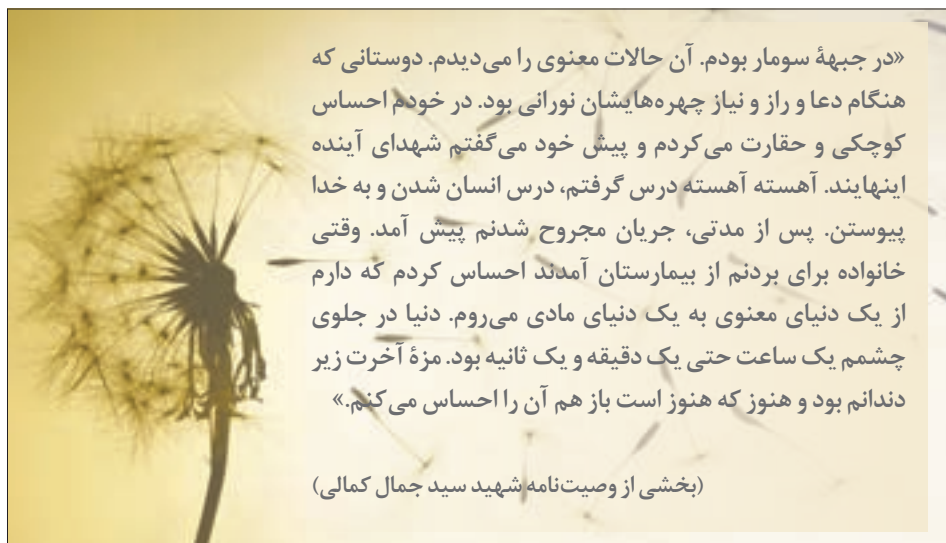 «در جبههٔ سومار بودم. آن حالات معنوی را می‌دیدم. دوستانی که
هنگام دعا و راز و نیاز چهره‌هایشان نورانی بود. در خودم احساس
کوچکی و حقارت می‌کردم و پیش خود می‌گفتم شهدای آینده
اینهایند. آهسته آهسته درس گرفتم، درس انسان شدن و به خدا
پیوستن. پس از مدتی، جریان مجروح شدنم پیش آمد. وقتی
خانواده برای بردنم از بیمارستان آمدند احساس کردم که دارم
از یک دنیای معنوی به یک دنیای مادی می‌روم. دنیا در جلوی
چشمم یک ساعت حتی یک دقیقه و یک ثانیه بود. مزهٔ آخرت زیر
دندانم بود و هنوز که هنوز است باز هم آن را احساس می‌کنم.»
(بخشی از وصیت‌نامه شهید سید جمال کمالی)